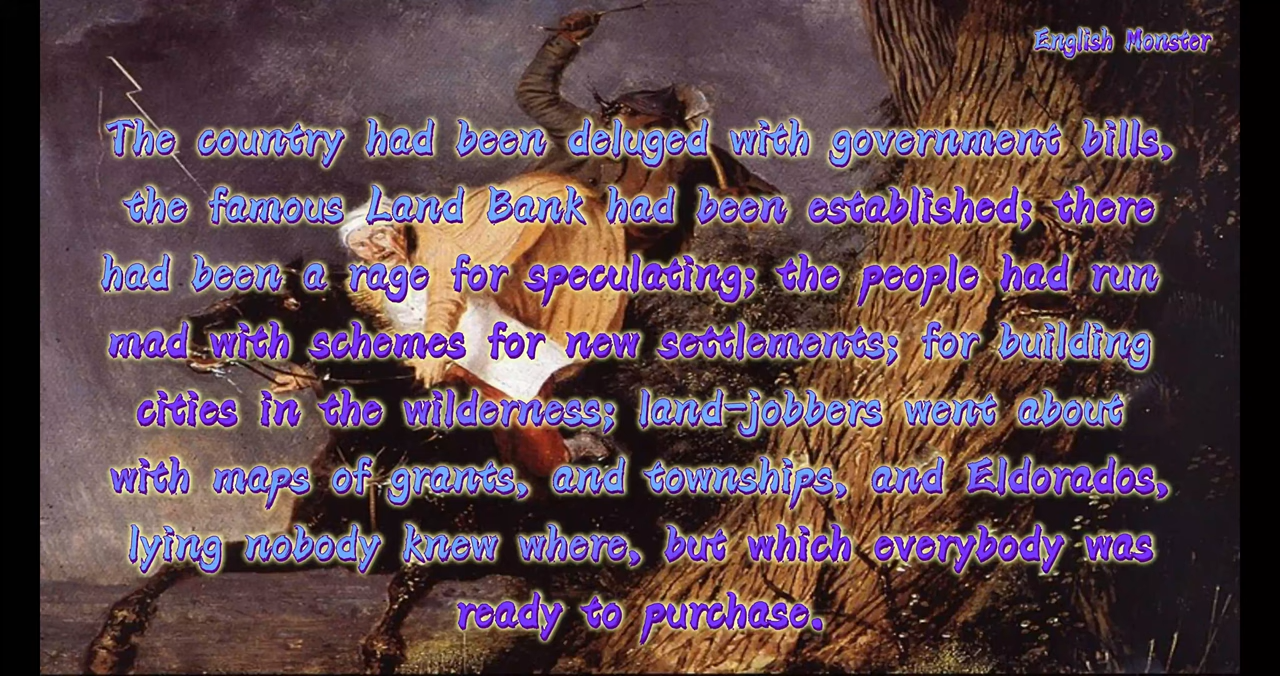 English Monster
The country had been deluged with government bills,
the famous Land Bank had been established; there
had been a rage for speculating; the people had run
mad with schemes for new settlements; for building
cities in the wilderness; land-jobbers went about
with maps of grants, and townships, and Eldorados,
lying nobody knew where, but which everybody was
ready to purchase.